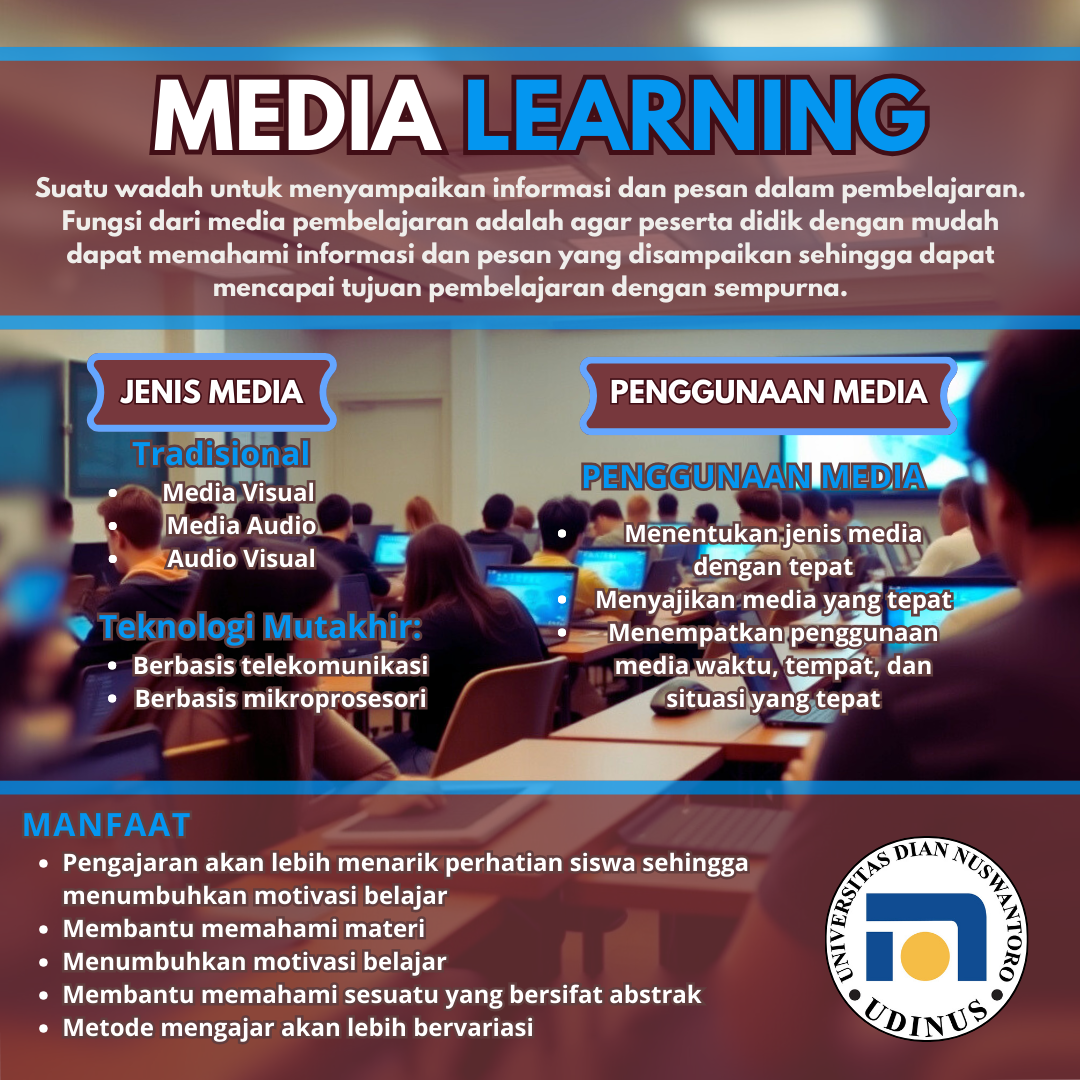 MEDIA LEARNING
Suatu wadah untuk menyampaikan informasi dan pesan dalam pembelajaran.
Fungsi dari media pembelajaran adalah agar peserta didik dengan mudah
dapat memahami informasi dan pesan yang disampaikan sehingga dapat
mencapai tujuan pembelajaran dengan sempurna.
JENIS MEDIA
Tradisional
• Media Visual
• Media Audio
• Audio Visual
Teknologi Mutakhir:
• Berbasis telekomunikasi
• Berbasis mikroprosesori
PENGGUNAAN MEDIA
PENGGUNAAN MEDIA
• Menentukan jenis media
dengan tepat
• Menyajikan media yang tepat
• Menempatkan penggunaan
media waktu, tempat, dan
situasi yang tepat
MANFAAT
• Pengajaran akan lebih menarik perhatian siswa sehingga
menumbuhkan motivasi belajar
• Membantu memahami materi
• Menumbuhkan motivasi belajar
• Membantu memahami sesuatu yang bersifat abstrak
• Metode mengajar akan lebih bervariasi
UNIVERSITAS DIAN NUSWANTORO
• UDINUS •